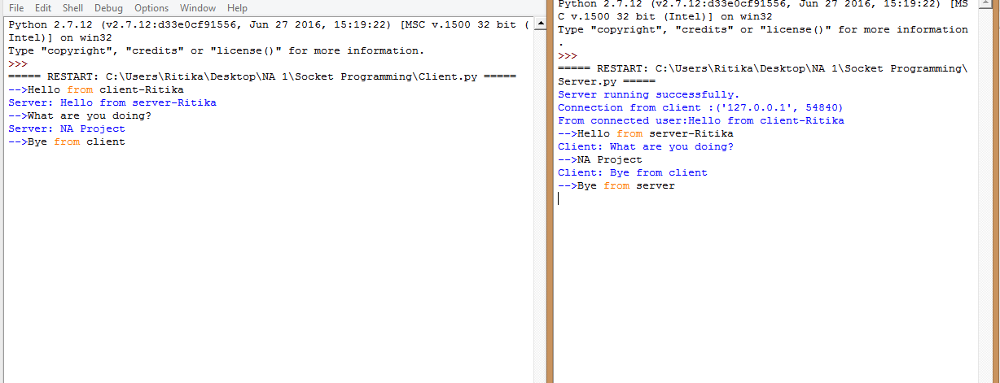 File Edit Shell Debug Options Window Help
Python 2.7.12 (v2.7.12:d33e0cf91556, Jun 27 2016, 15:19:22) [MSC v.1500 32 bit (
Intel)] on win32
Type "copyright", "credits" or "license()" for more information.
>>>
===== RESTART: C:\Users\Ritika\Desktop\NA 1\Socket Programming\Client.py =====
-->Hello from client-Ritika
Server: Hello from server-Ritika
-->What are you doing?
Server: NA Project
-->Bye from client
Python 2.7.12 (v2.7.12:d33e0cf91556, Jun 27 2016, 15:19:22) [MS
C v.1500 32 bit (Intel)] on win32
Type "copyright", "credits" or "license()" for more information
.
>>>
===== RESTART: C:\Users\Ritika\Desktop\NA 1\Socket Programming\
Server.py =====
Server running successfully.
Connection from client :('127.0.0.1', 54840)
From connected user:Hello from client-Ritika
-->Hello from server-Ritika
Client: What are you doing?
-->NA Project
Client: Bye from client
-->Bye from server